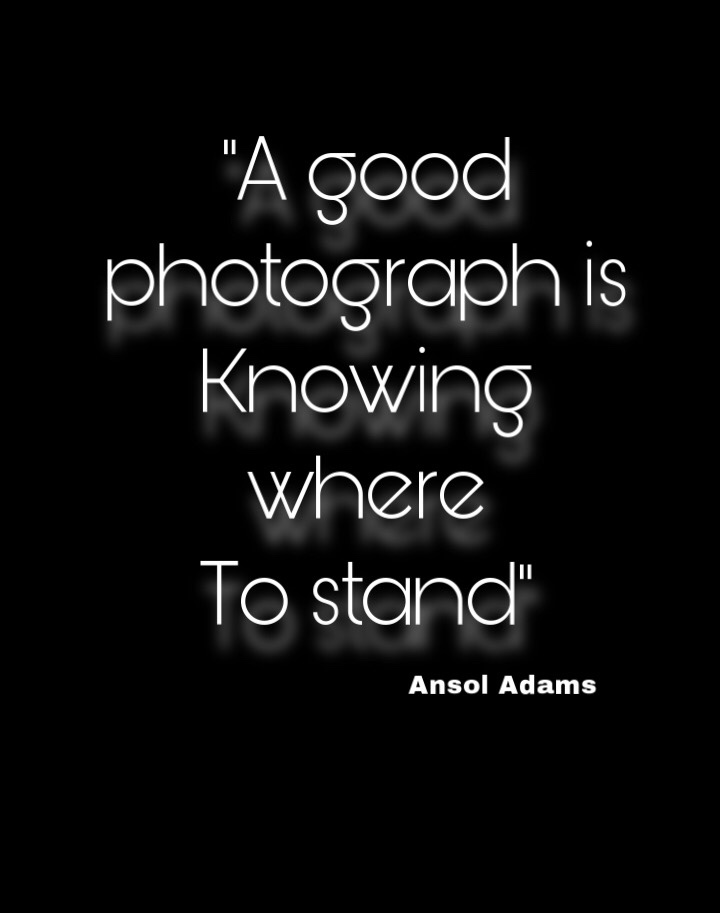 "A good
photograph is
Knowing
where
To stand"
Ansol Adams